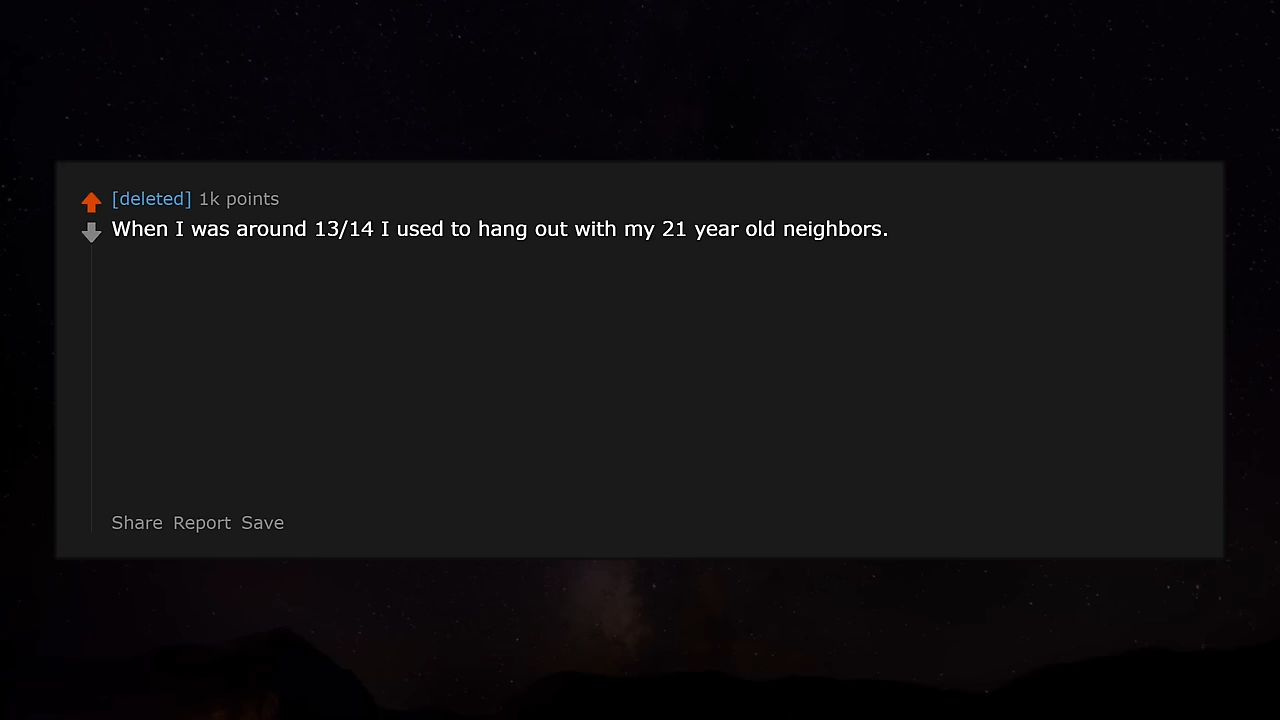 [deleted] 1k points
When I was around 13/14 I used to hang out with my 21 year old neighbors.
Share Report Save